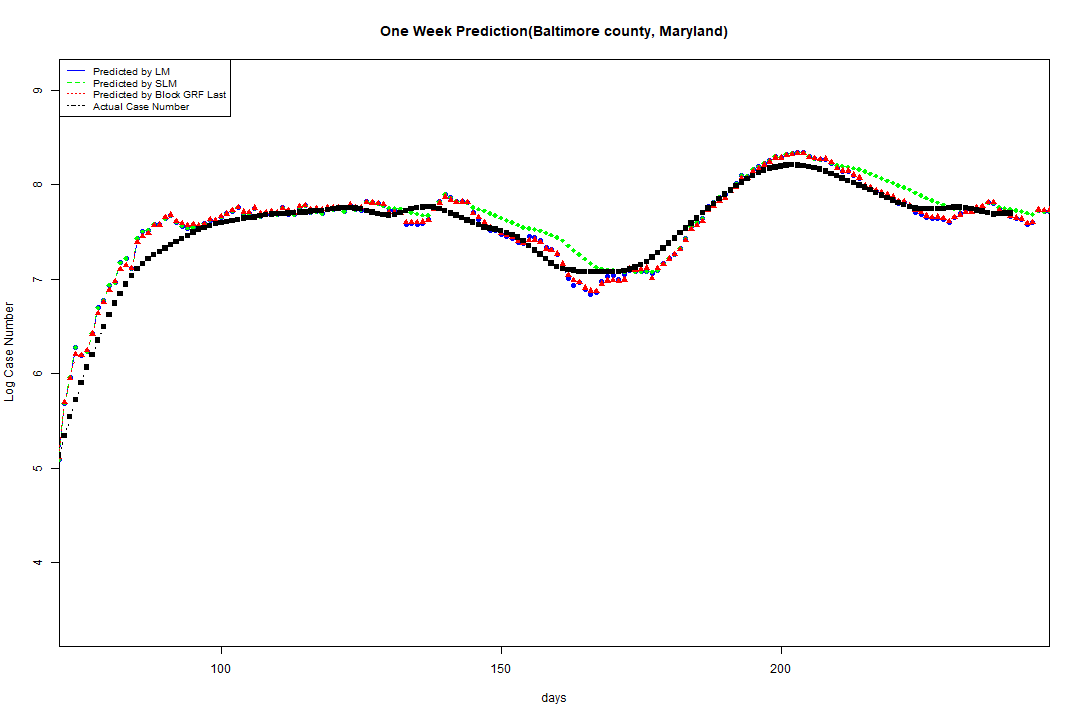 One Week Prediction(Baltimore county, Maryland)
Predicted by LM
Predicted by SLM
Predicted by Block GRF Last
Actual Case Number
9
8
7
6
5
4
Log Case Number
100 150 200
days